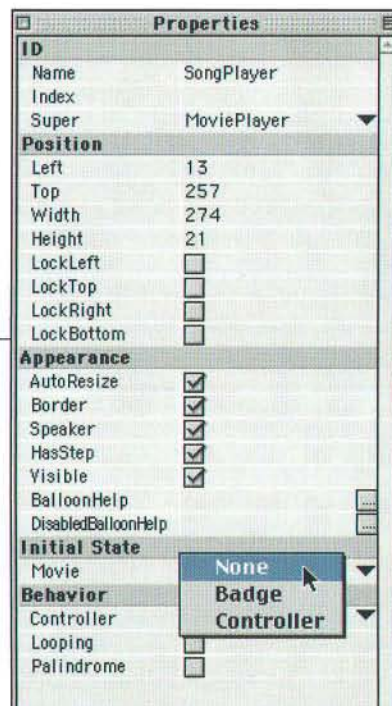 Properties
ID
Name SongPlayer
Index
Super MoviePlayer
Position
Left 13
Top 257
Width 274
Height 21
LockLeft
LockTop
LockRight
LockBottom
Appearance
AutoResize
Border
Speaker
HasStep
Visible
BalloonHelp ...
DisabledBalloonHelp ...
Initial State
Movie None
Behavior Badge
Controller Controller
Looping
Palindrome